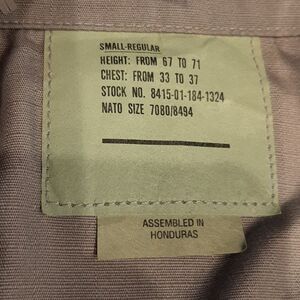 SMALL-REGULAR
HEIGHT: FROM 67 TO 71
CHEST: FROM 33 TO 37
STOCK NO. 8415-01-184-1324
NATO SIZE 7080/8494
ASSEMBLED IN
HONDURAS